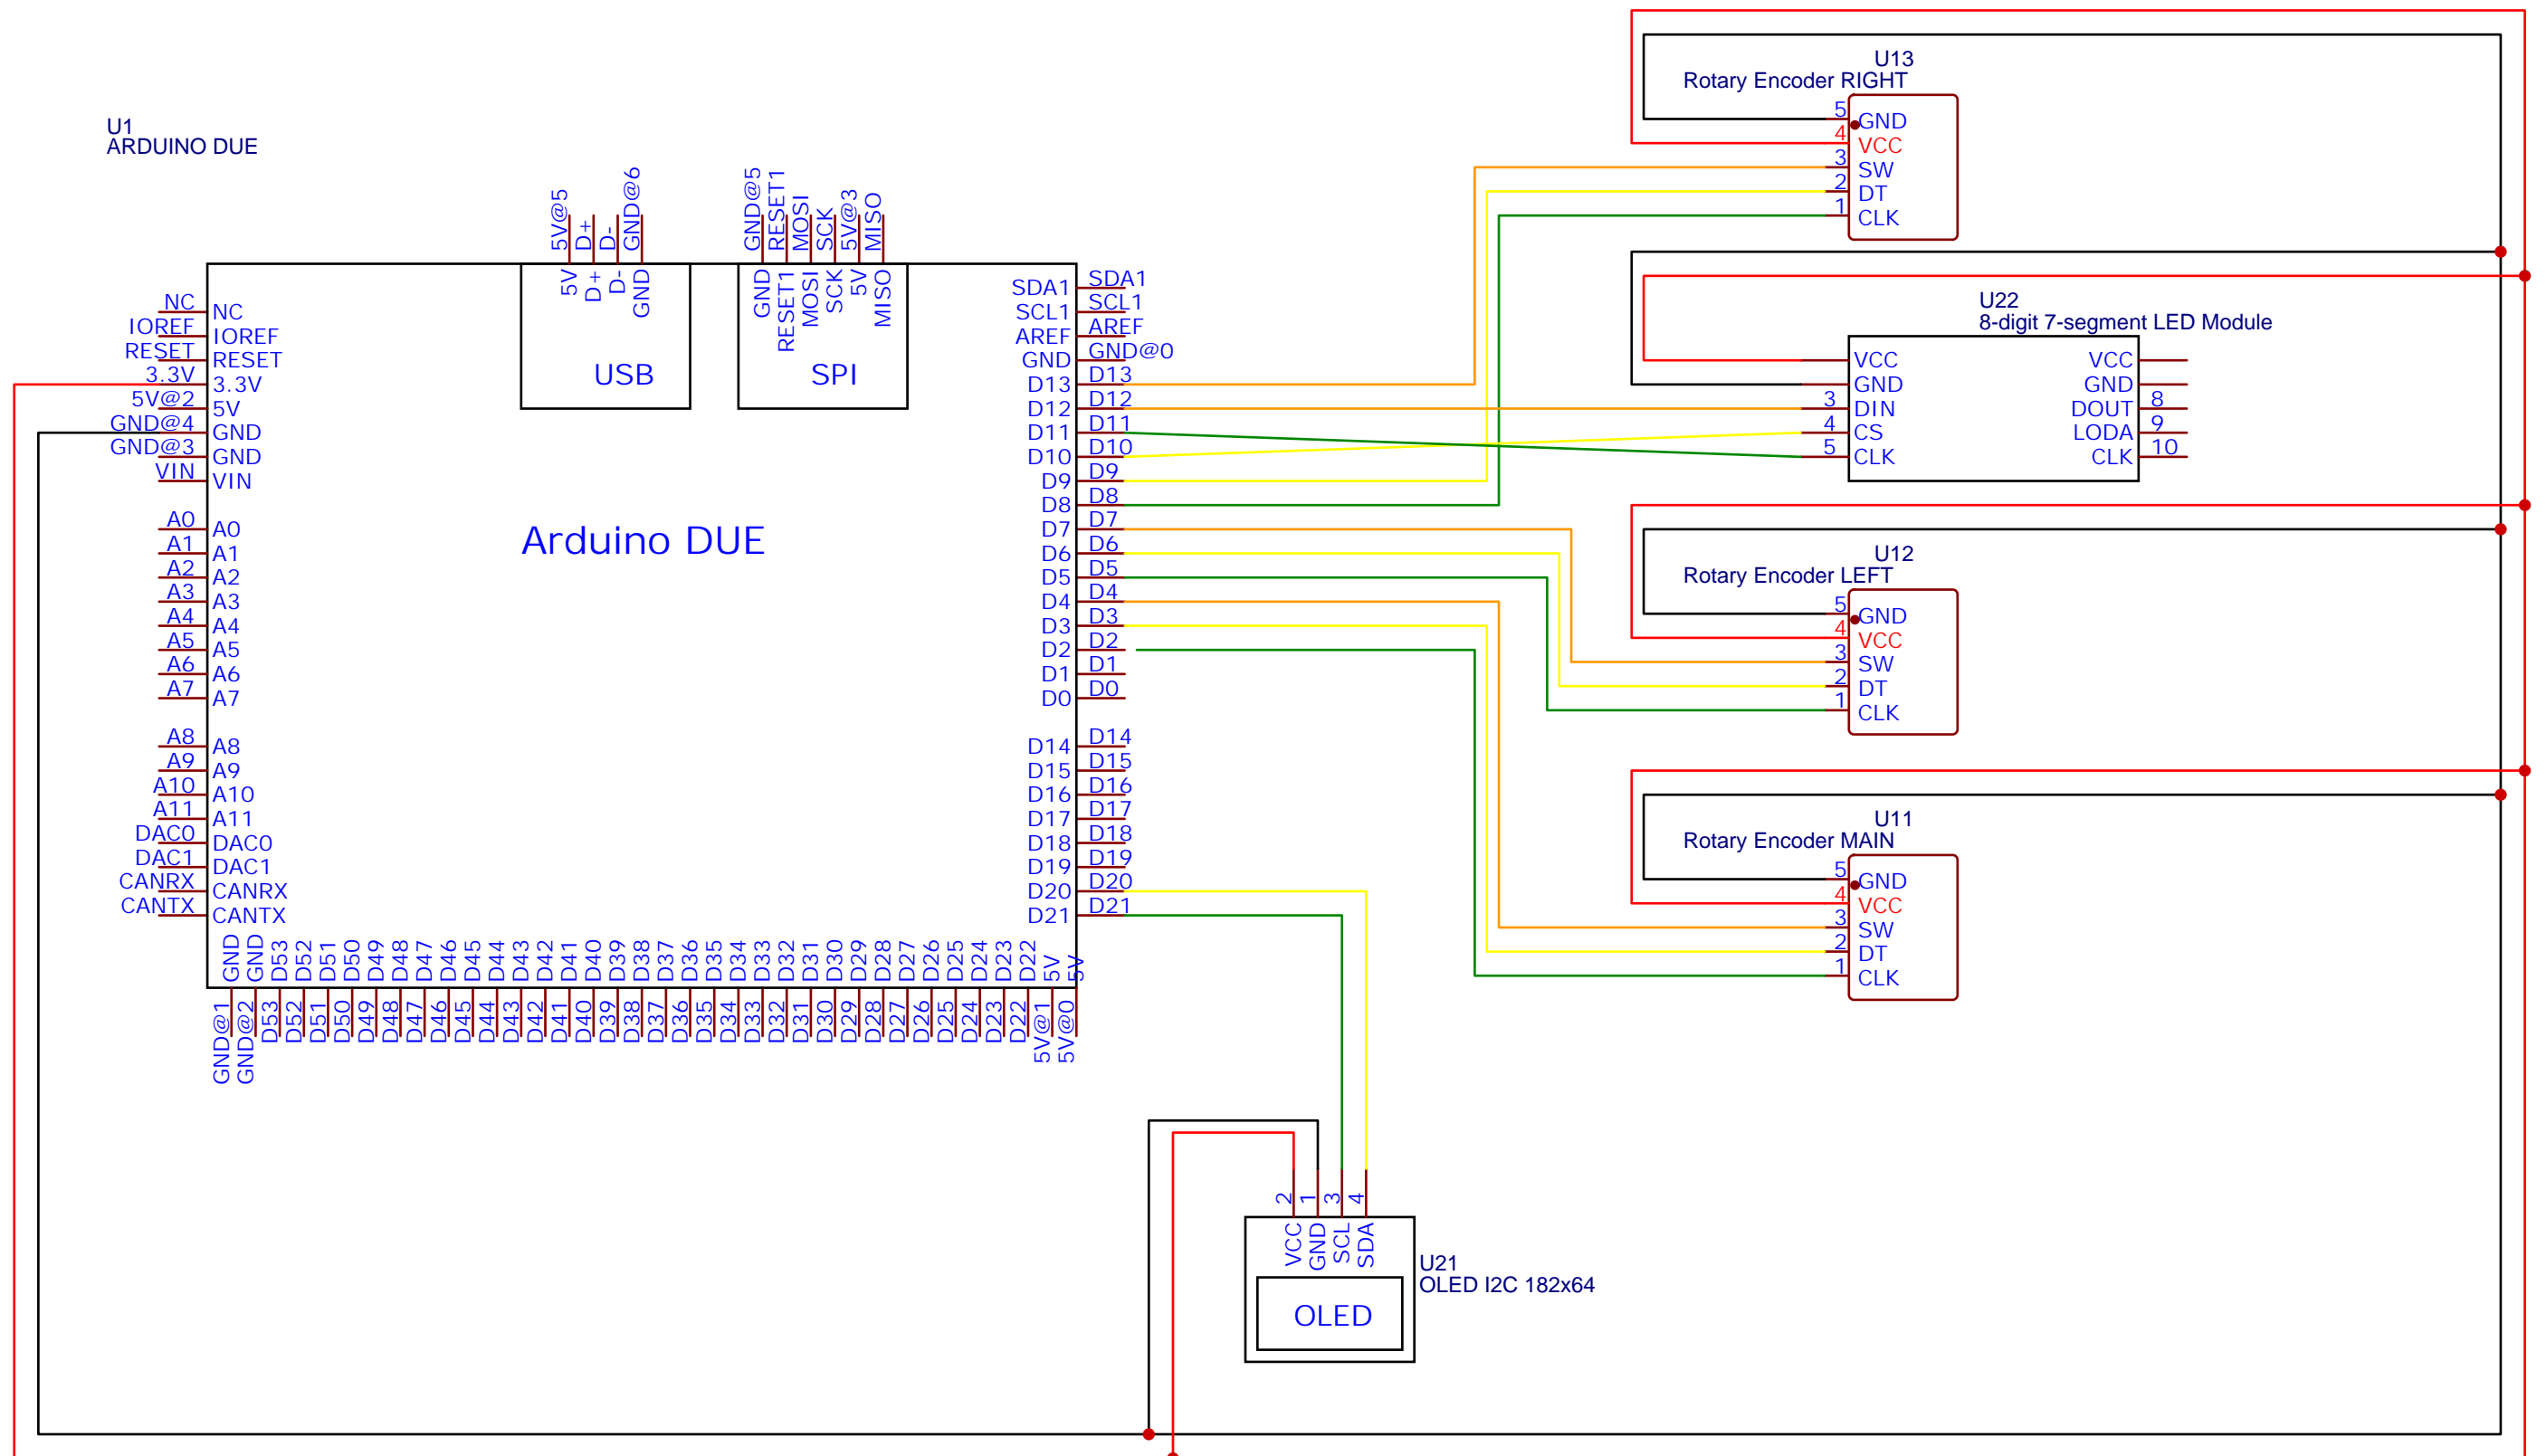 U1
ARDUINO DUE
5V@5
D+
D-
GND@6
GND@5
RESET1
MOSI
SCK
5V@3
MISO
5V
D+
D-
GND
USB
GND
RESET1
MOSI
SCK
5V
MISO
SPI
NC NC
IOREF IOREF
RESET RESET
3.3V 3.3V
5V@2 5V
GND@4 GND
GND@3 GND
VIN VIN
A0 A0
A1 A1
A2 A2
A3 A3
A4 A4
A5 A5
A6 A6
A7 A7
A8 A8
A9 A9
A10 A10
A11 A11
DAC0 DAC0
DAC1 DAC1
CANRX CANRX
CANTX CANTX
Arduino DUE
SDA1 SDA1
SCL1 SCL1
AREF AREF
GND GND@0
D13 D13
D12 D12
D11 D11
D10 D10
D9 D9
D8 D8
D7 D7
D6 D6
D5 D5
D4 D4
D3 D3
D2 D2
D1 D1
D0 D0
D14 D14
D15 D15
D16 D16
D17 D17
D18 D18
D19 D19
D20 D20
D21 D21
GND GND D53 D52 D51 D50 D49 D48 D47 D46 D45 D44 D43 D42 D41 D40 D39 D38 D37 D36 D35 D34 D33 D32 D31 D30 D29 D28 D27 D26 D25 D24 D23 D22 5V 5V
GND@1 GND@2 D53 D52 D51 D50 D49 D48 D47 D46 D45 D44 D43 D42 D41 D40 D39 D38 D37 D36 D35 D34 D33 D32 D31 D30 D29 D28 D27 D26 D25 D24 D23 D22 5V@1 5V@0
U13
Rotary Encoder RIGHT
5 GND
4 VCC
3 SW
2 DT
1 CLK
U22
8-digit 7-segment LED Module
VCC VCC
GND GND
3 DIN DOUT 8
4 CS LODA 9
5 CLK CLK 10
U12
Rotary Encoder LEFT
5 GND
4 VCC
3 SW
2 DT
1 CLK
U11
Rotary Encoder MAIN
5 GND
4 VCC
3 SW
2 DT
1 CLK
2 1 3 4
VCC GND SCL SDA
OLED
U21
OLED I2C 182x64